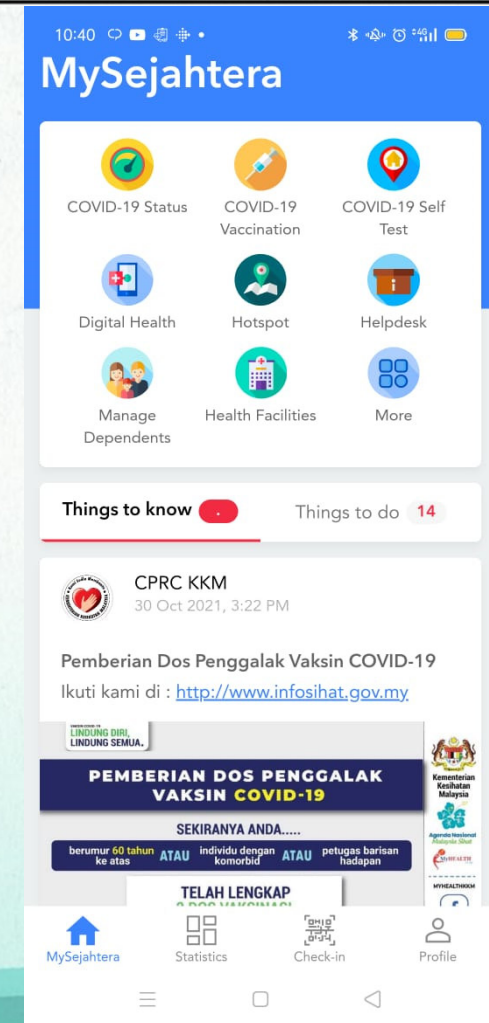 10:40
MySejahtera
COVID-19 Status
COVID-19
Vaccination
COVID-19 Self
Test
Digital Health
Hotspot
Helpdesk
Manage
Dependents
Health Facilities
More
Things to know .
Things to do 14
CPRC KKM
30 Oct 2021, 3:22 PM
Pemberian Dos Penggalak Vaksin COVID-19
Ikuti kami di : http://www.infosihat.gov.my
LINDUNG DIRI,
LINDUNG SEMUA.
PEMBERIAN DOS PENGGALAK
VAKSIN COVID-19
SEKIRANYA ANDA.....
berumur 60 tahun
ke atas
ATAU
individu dengan
komorbid
ATAU
petugas barisan
hadapan
TELAH LENGKAP
2 DOS VAKSINASI
Kementerian
Kesihatan
Malaysia
Agenda Nasional
Malaysia Sihat
MyHEALTH
MYHEALTHKKM
MySejahtera
Statistics
Check-in
Profile